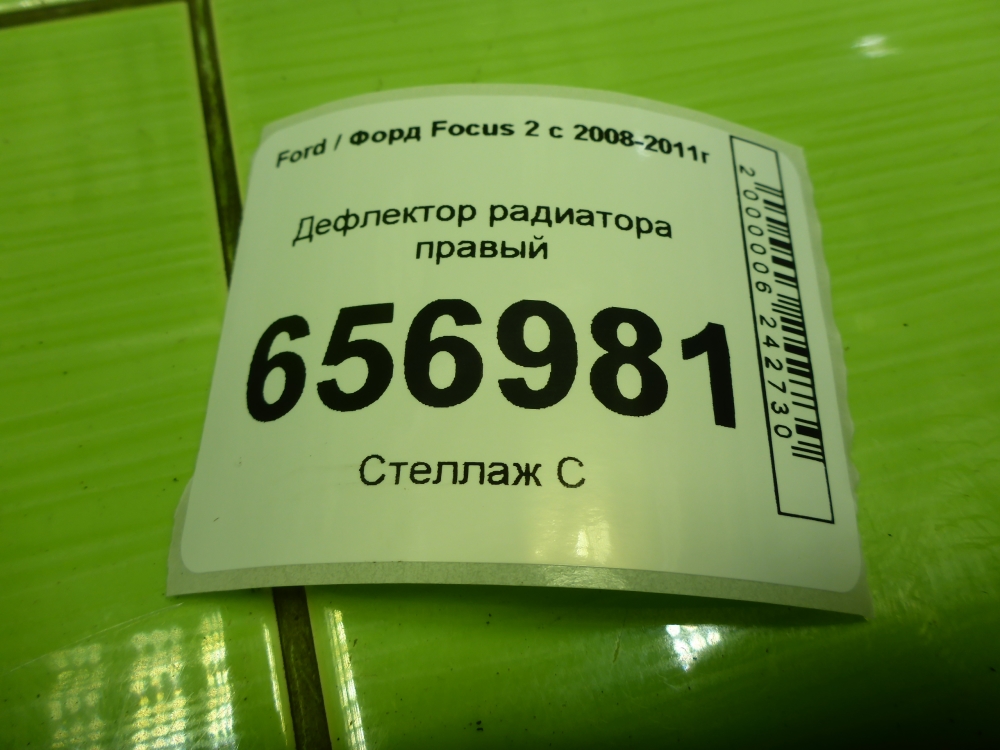 Ford / Форд Focus 2 с 2008-2011г
Дефлектор радиатора
правый
656981
Стеллаж С
2000006242730